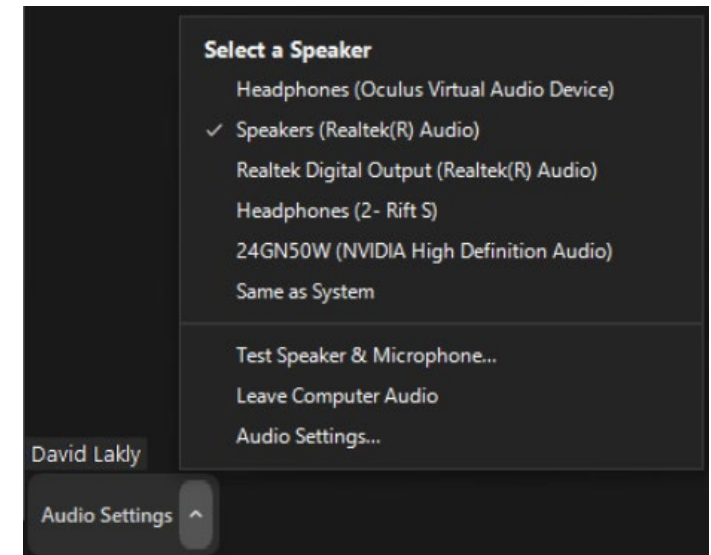 Select a Speaker
Headphones (Oculus Virtual Audio Device)
✓ Speakers (Realtek(R) Audio)
Realtek Digital Output (Realtek(R) Audio)
Headphones (2- Rift S)
24GN50W (NVIDIA High Definition Audio)
Same as System
Test Speaker & Microphone...
Leave Computer Audio
Audio Settings...
David Lakly
Audio Settings